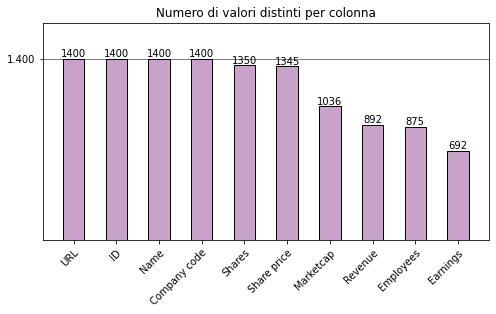 Numero di valori distinti per colonna
1.400
1400 1400 1400 1400 1350 1345 1036 892 875 692
URL ID Name Company code Shares Share price Marketcap Revenue Employees Earnings